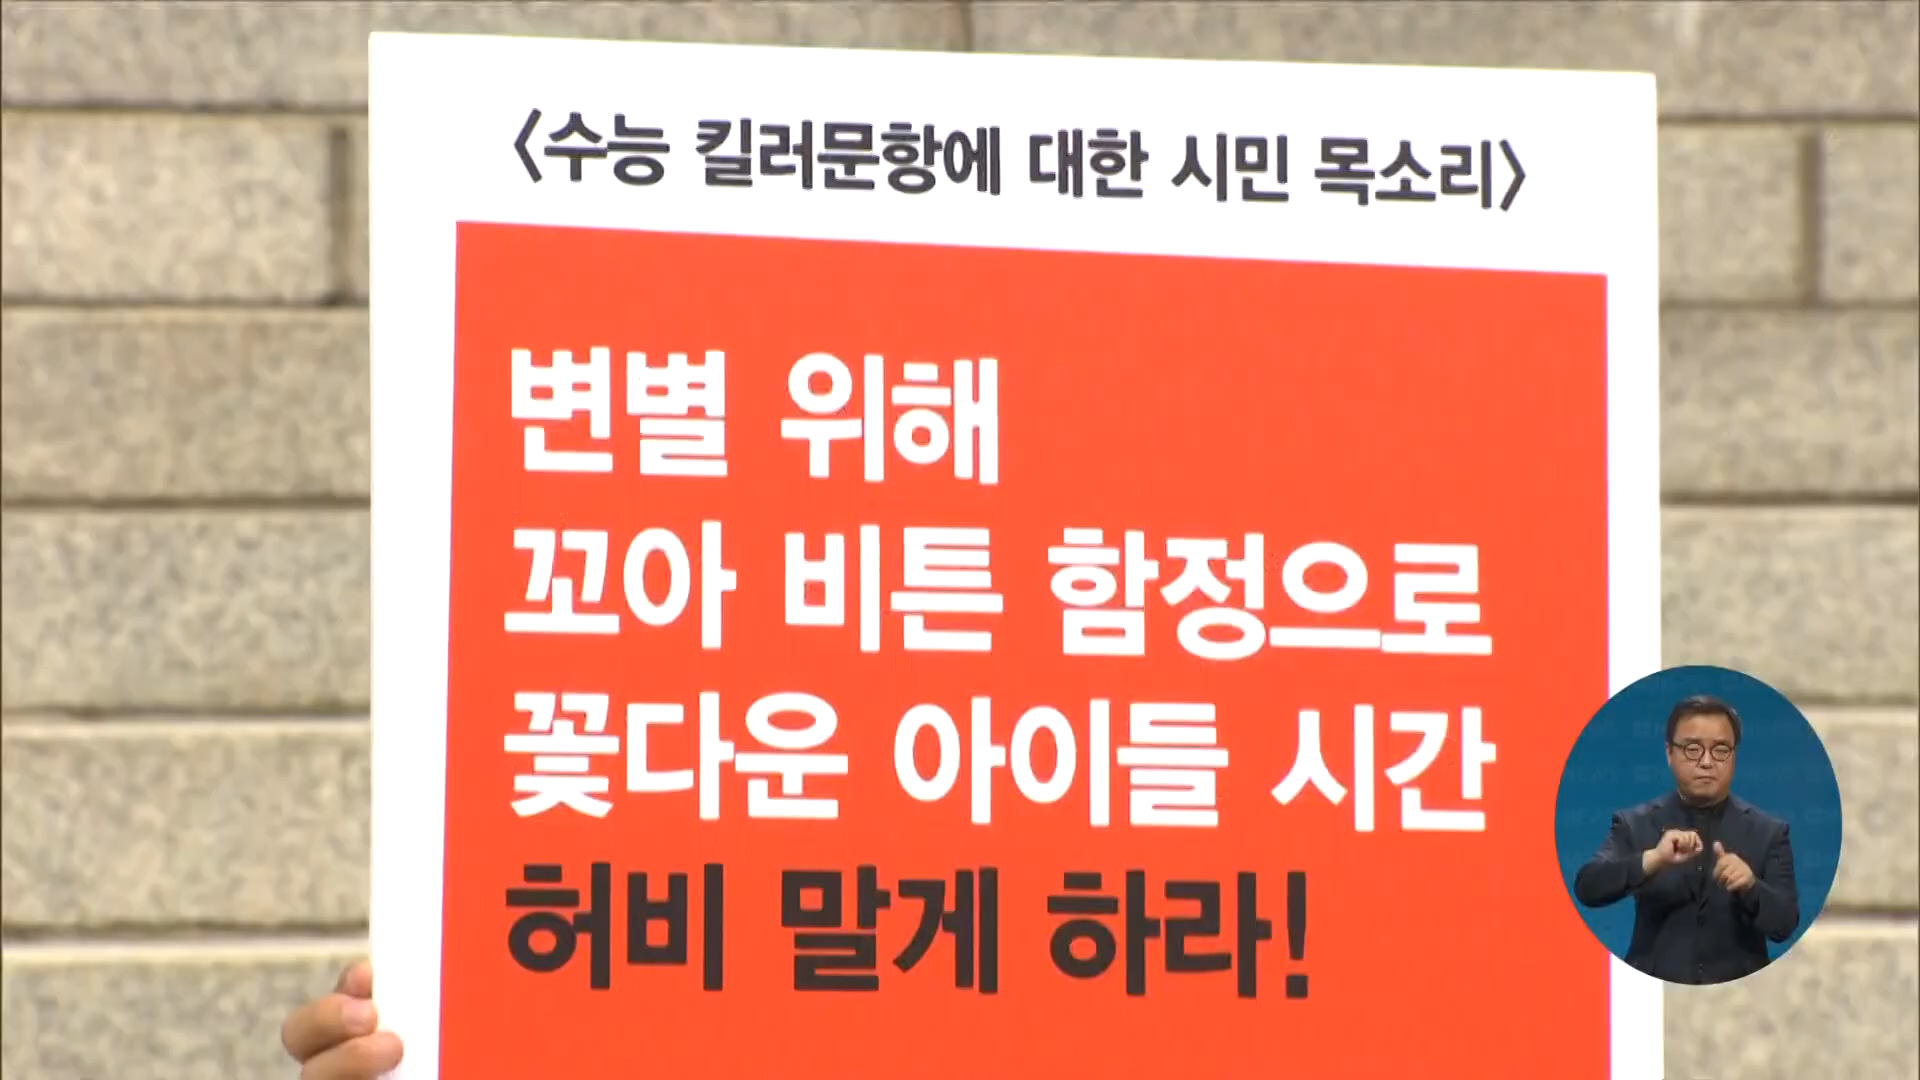 <수능 킬러문항에 대한 시민 목소리>
변별 위해
꼬아 비튼 함정으로
꽃다운 아이들 시간
허비 말게 하라!